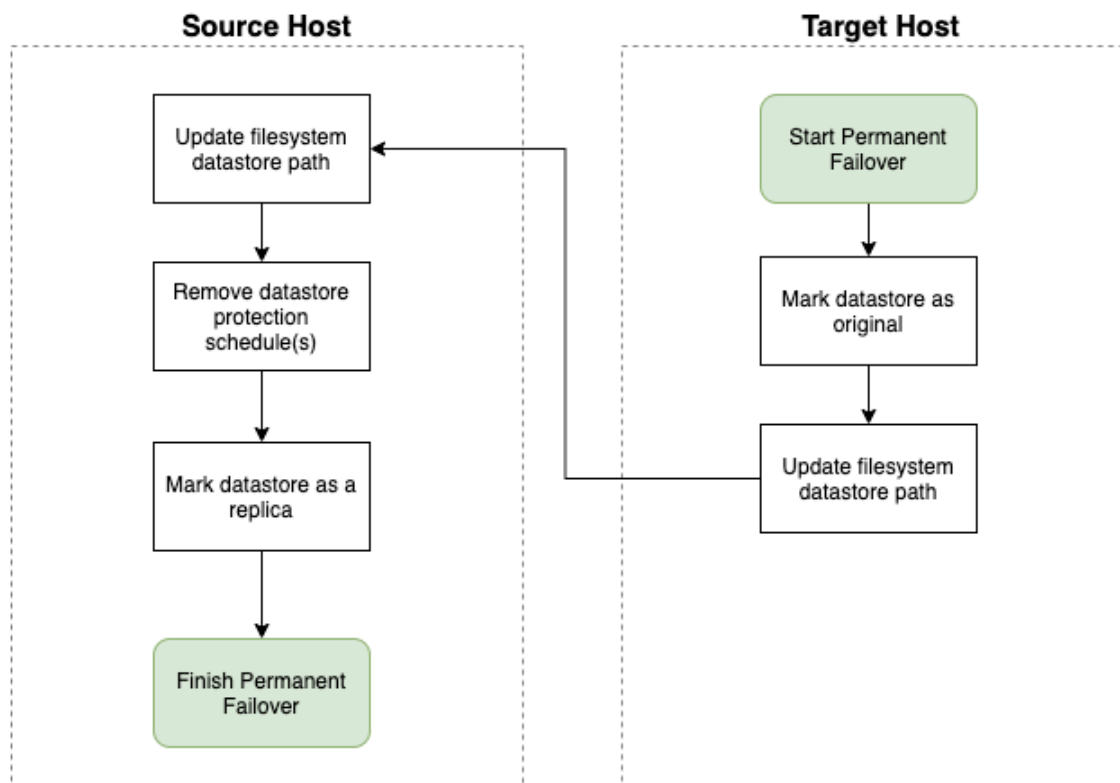 Source Host
Target Host
Update filesystem
datastore path
Remove datastore
protection
schedule(s)
Mark datastore as a
replica
Finish Permanent
Failover
Start Permanent
Failover
Mark datastore as
original
Update filesystem
datastore path